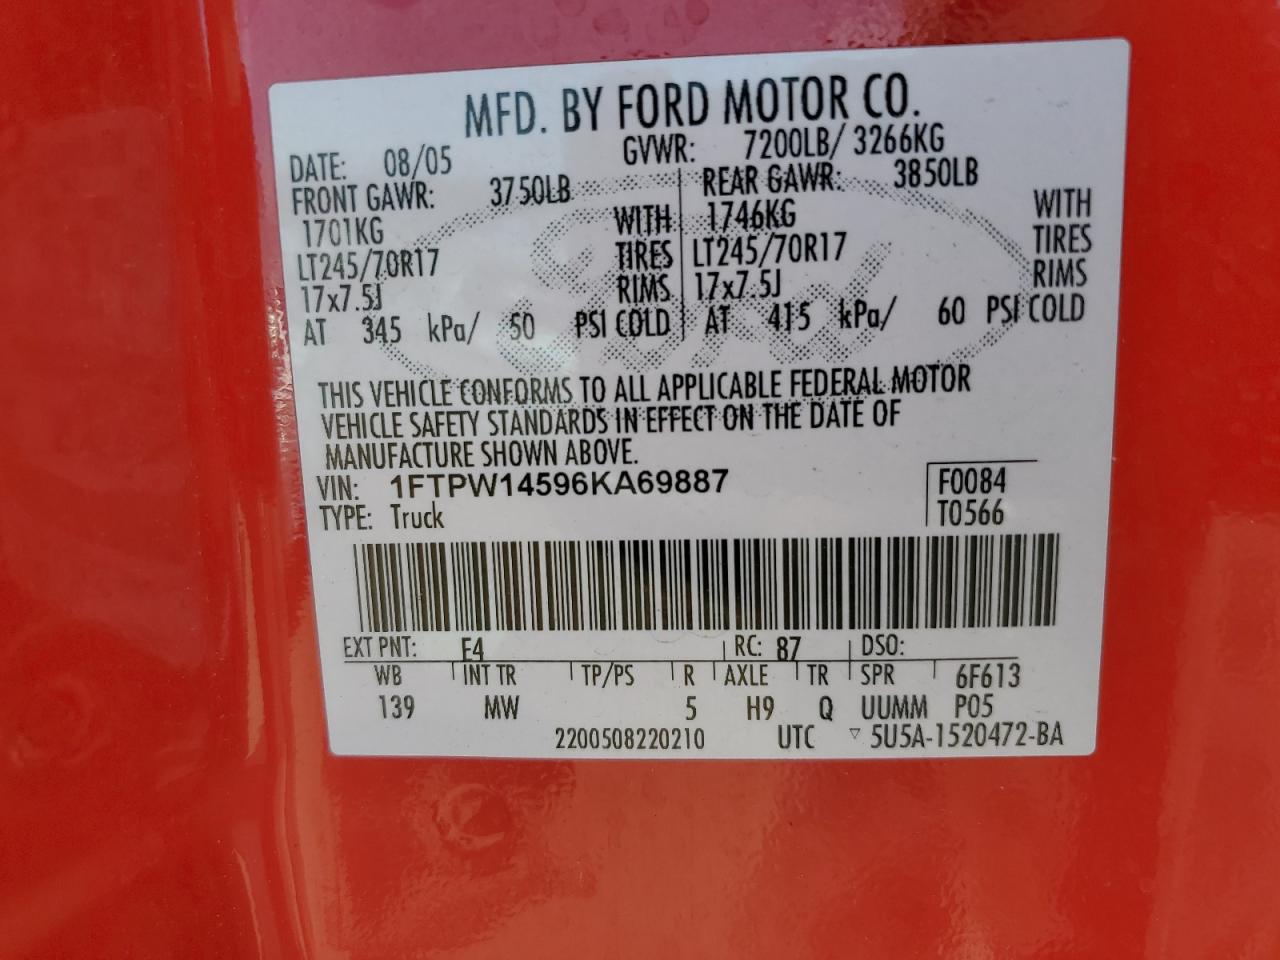 MFD. BY FORD MOTOR CO.
DATE: 08/05 GVWR: 7200LB/ 3266KG
FRONT GAWR: 3750LB REAR GAWR: 3850LB
1701KG WITH 1746KG WITH
LT245/70R17 TIRES LT245/70R17 TIRES
17x7.5J RIMS 17x7.5J RIMS
AT 345 kPa/ 50 PSI COLD AT 415 kPa/ 60 PSI COLD
Ford
THIS VEHICLE CONFORMS TO ALL APPLICABLE FEDERAL MOTOR
VEHICLE SAFETY STANDARDS IN EFFECT ON THE DATE OF
MANUFACTURE SHOWN ABOVE.
VIN: 1FTPW14596KA69887 F0084
TYPE: Truck T0566
EXT PNT: E4 RC: 87 DSO:
WB INT TR TP/PS R AXLE TR SPR 6F613
139 MW 5 H9 Q UUMM P05
2200508220210 UTC ▽ 5U5A-1520472-BA